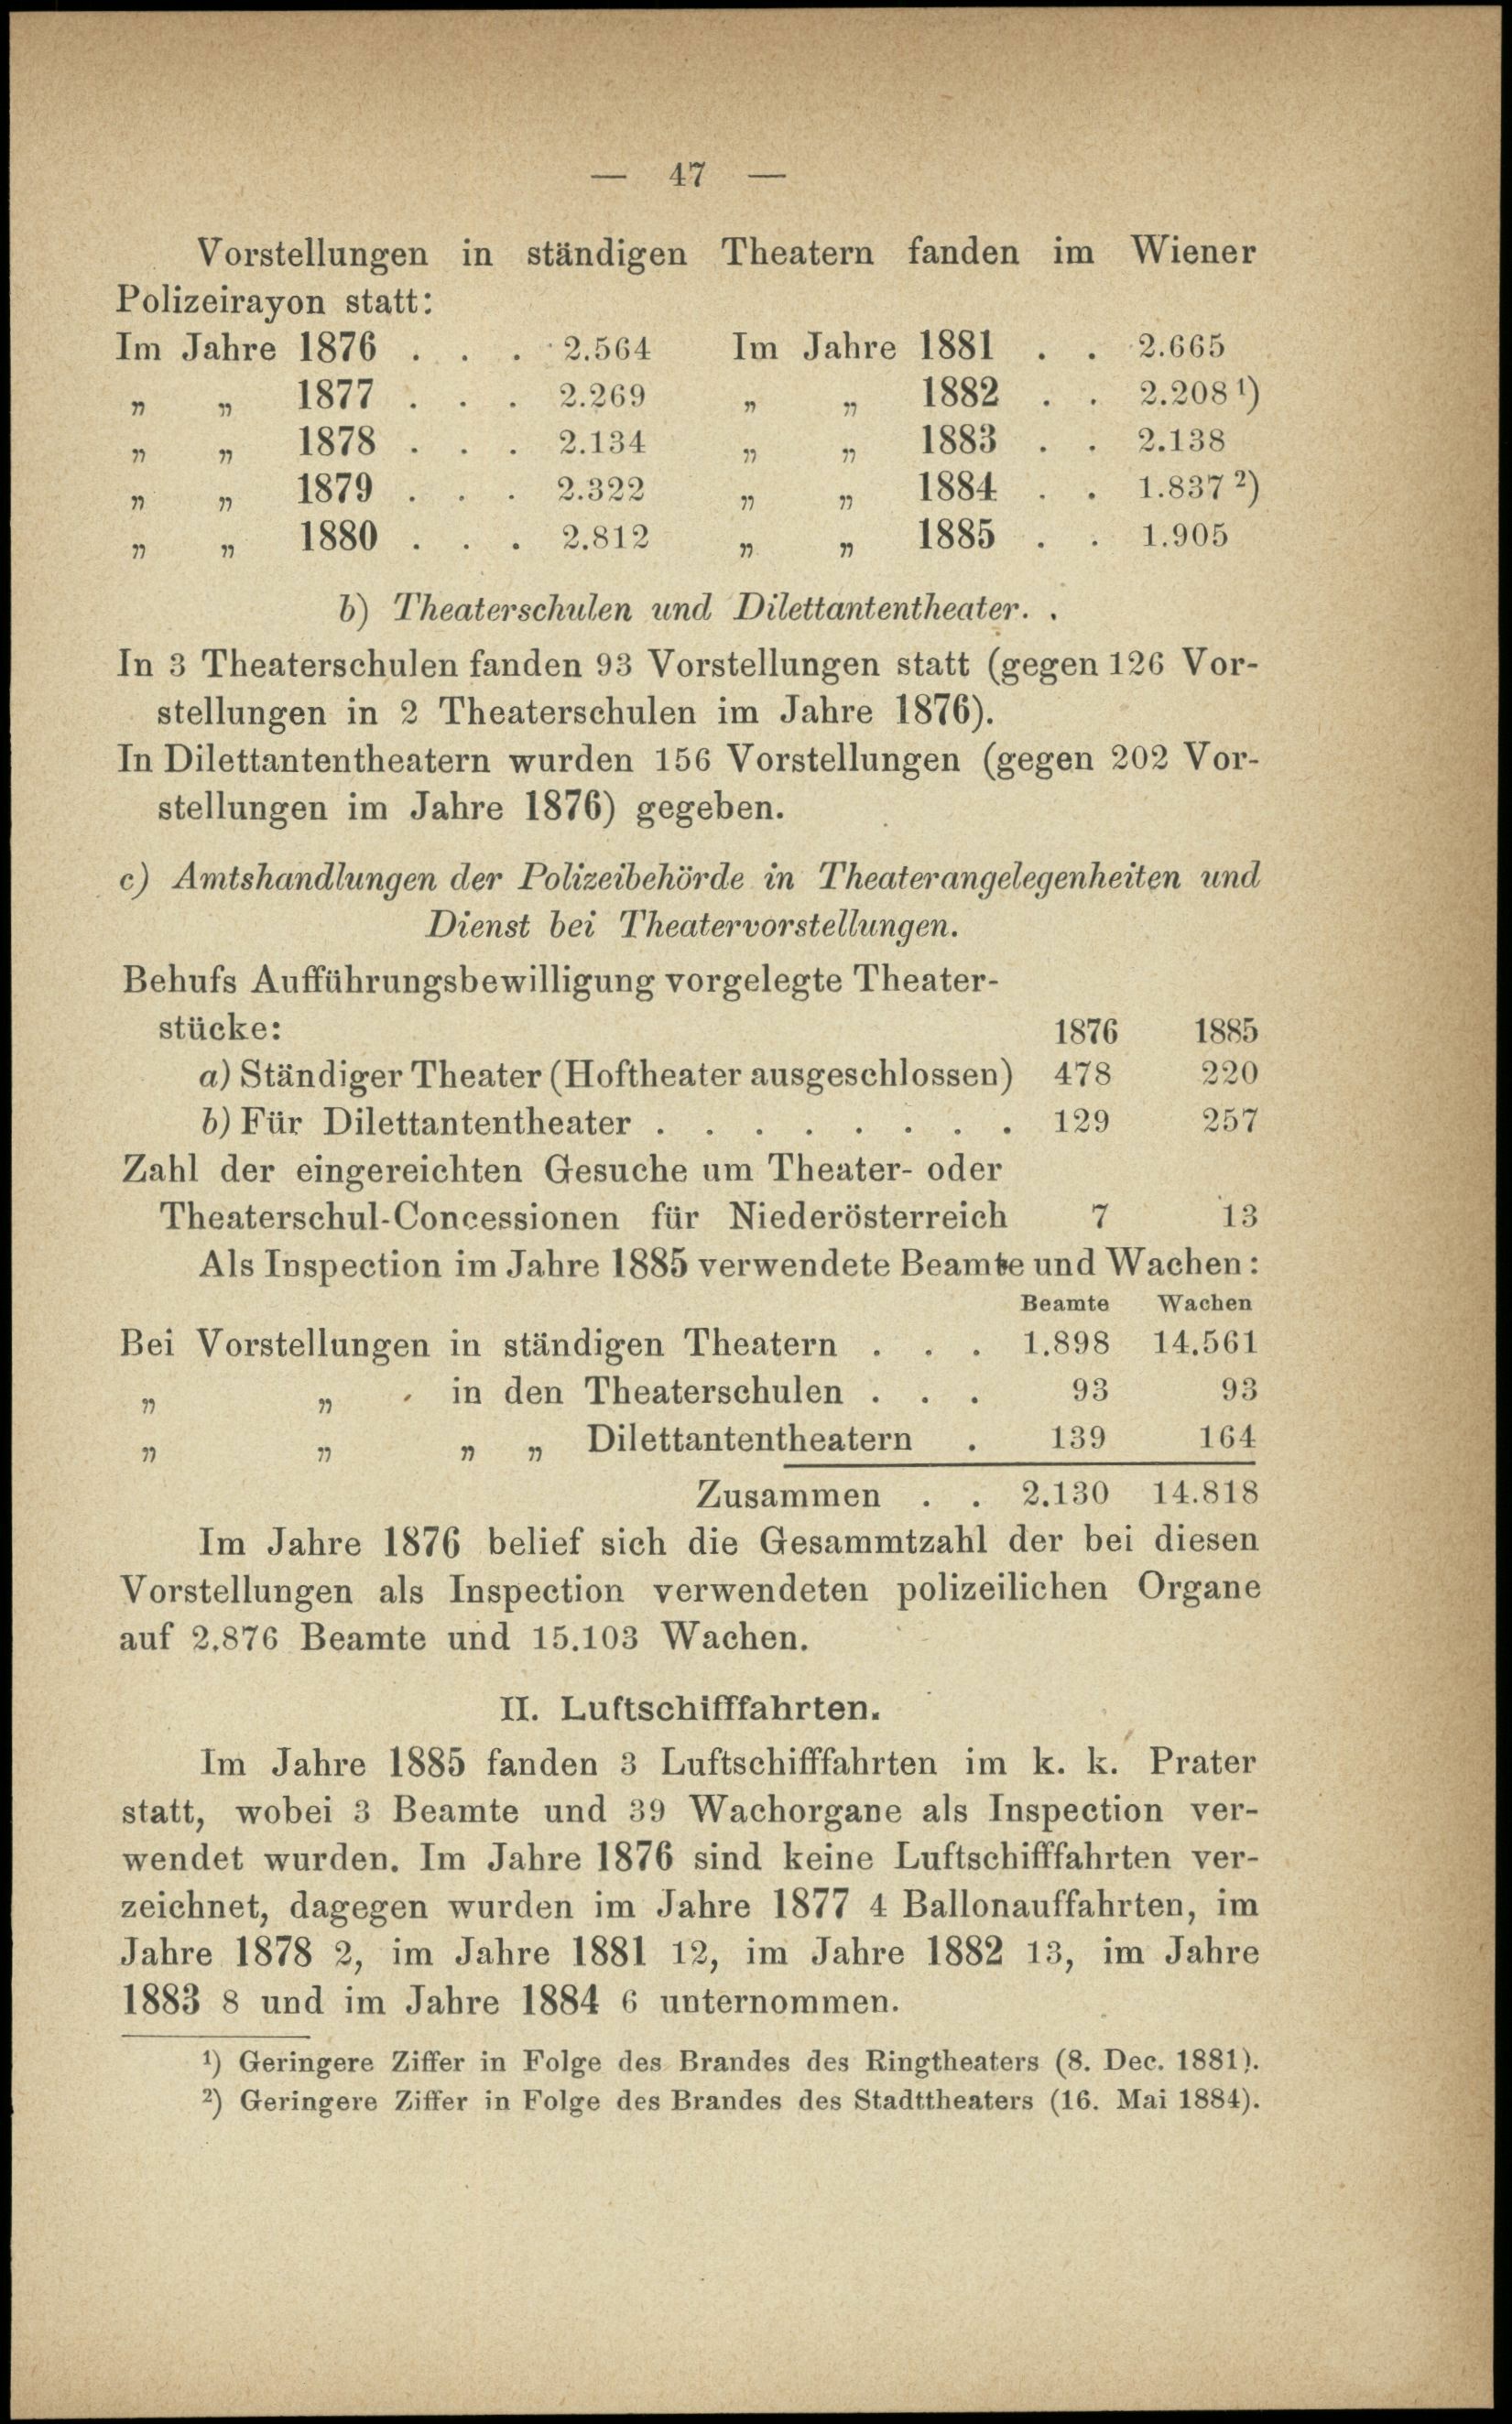 — 47 —
Vorstellungen in ständigen Theatern fanden im Wiener
Polizeirayon statt:
Im Jahre 1876 . . . 2.564 Im Jahre 1881 . . 2.665
„ „ 1877 . . . 2.269 „ „ 1882 . . 2.208 ¹)
„ „ 1878 . . . 2.134 „ „ 1883 . . 2.138
„ „ 1879 . . . 2.322 „ „ 1884 . . 1.837 ²)
„ „ 1880 . . . 2.812 „ „ 1885 . . 1.905
b) Theaterschulen und Dilettantentheater. .
In 3 Theaterschulen fanden 93 Vorstellungen statt (gegen 126 Vor-
stellungen in 2 Theaterschulen im Jahre 1876).
In Dilettantentheatern wurden 156 Vorstellungen (gegen 202 Vor-
stellungen im Jahre 1876) gegeben.
c) Amtshandlungen der Polizeibehörde in Theaterangelegenheiten und
Dienst bei Theatervorstellungen.
Behufs Aufführungsbewilligung vorgelegte Theater-
stücke: 1876 1885
a) Ständiger Theater (Hoftheater ausgeschlossen) 478 220
b) Für Dilettantentheater . . . . . . . . 129 257
Zahl der eingereichten Gesuche um Theater- oder
Theaterschul-Concessionen für Niederösterreich 7 13
Als Inspection im Jahre 1885 verwendete Beamte und Wachen:
Beamte Wachen
Bei Vorstellungen in ständigen Theatern . . . 1.898 14.561
„ „ in den Theaterschulen . . . 93 93
„ „ „ „ Dilettantentheatern . 139 164
Zusammen . . 2.130 14.818
Im Jahre 1876 belief sich die Gesammtzahl der bei diesen
Vorstellungen als Inspection verwendeten polizeilichen Organe
auf 2.876 Beamte und 15.103 Wachen.
II. Luftschifffahrten.
Im Jahre 1885 fanden 3 Luftschifffahrten im k. k. Prater
statt, wobei 3 Beamte und 39 Wachorgane als Inspection ver-
wendet wurden. Im Jahre 1876 sind keine Luftschifffahrten ver-
zeichnet, dagegen wurden im Jahre 1877 4 Ballonauffahrten, im
Jahre 1878 2, im Jahre 1881 12, im Jahre 1882 13, im Jahre
1883 8 und im Jahre 1884 6 unternommen.
¹) Geringere Ziffer in Folge des Brandes des Ringtheaters (8. Dec. 1881).
²) Geringere Ziffer in Folge des Brandes des Stadttheaters (16. Mai 1884).